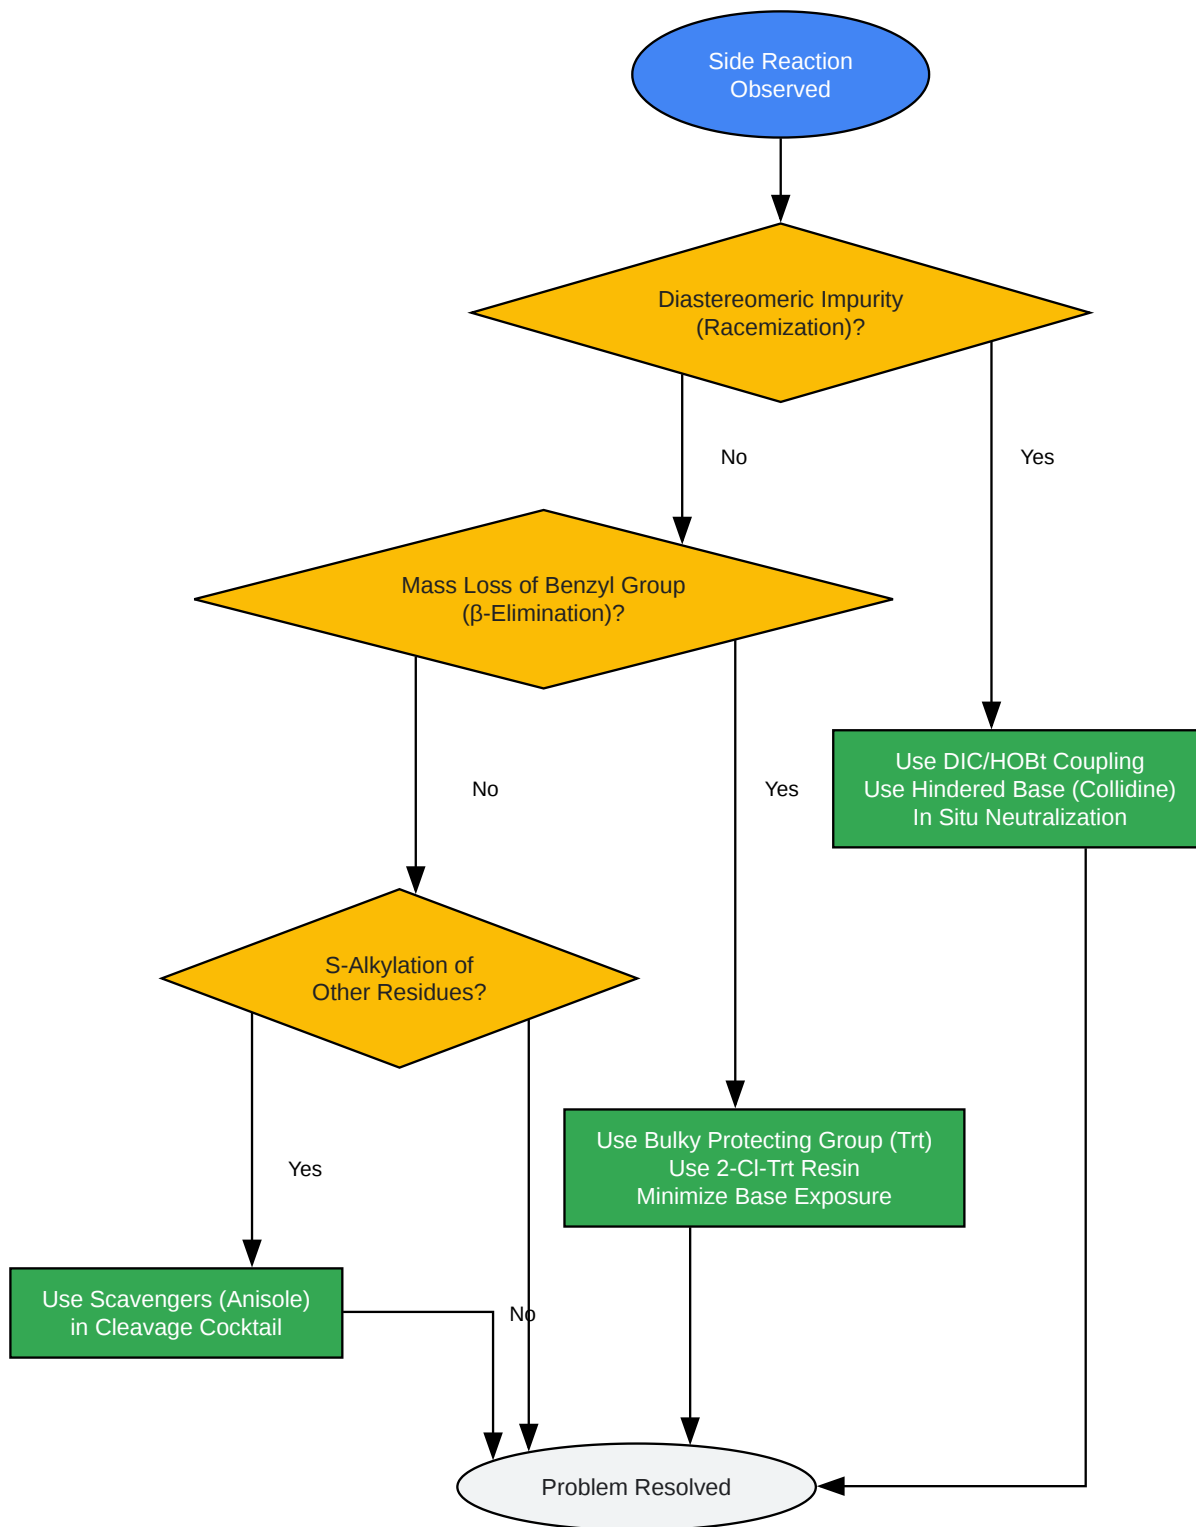 Side Reaction
Observed
Diastereomeric Impurity
(Racemization)?
No
Yes
Mass Loss of Benzyl Group
(β-Elimination)?
No
Yes
Use DIC/HOBt Coupling
Use Hindered Base (Collidine)
In Situ Neutralization
S-Alkylation of
Other Residues?
Yes
Use Bulky Protecting Group (Trt)
Use 2-Cl-Trt Resin
Minimize Base Exposure
Use Scavengers (Anisole)
in Cleavage Cocktail
No
Problem Resolved